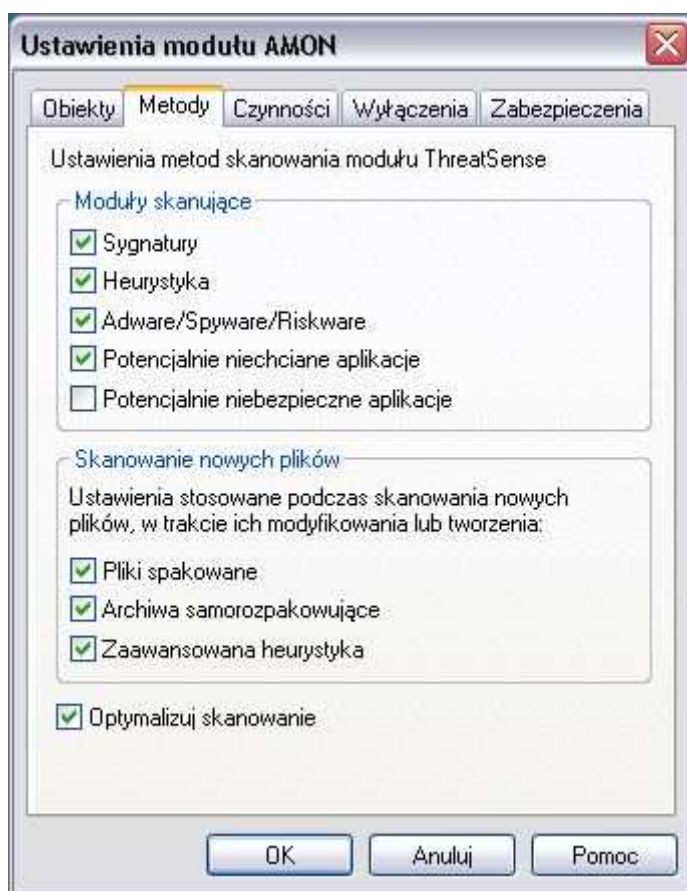 Ustawienia modułu AMON
Obiekty Metody Czynności Wyłączenia Zabezpieczenia
Ustawienia metod skanowania modułu ThreatSense
Moduły skanujące
Sygnatury
Heurystyka
Adware/Spyware/Riskware
Potencjalnie niechciane aplikacje
Potencjalnie niebezpieczne aplikacje
Skanowanie nowych plików
Ustawienia stosowane podczas skanowania nowych
plików, w trakcie ich modyfikowania lub tworzenia:
Pliki spakowane
Archiwa samorozpakowujące
Zaawansowana heurystyka
Optymalizuj skanowanie
OK Anuluj Pomoc